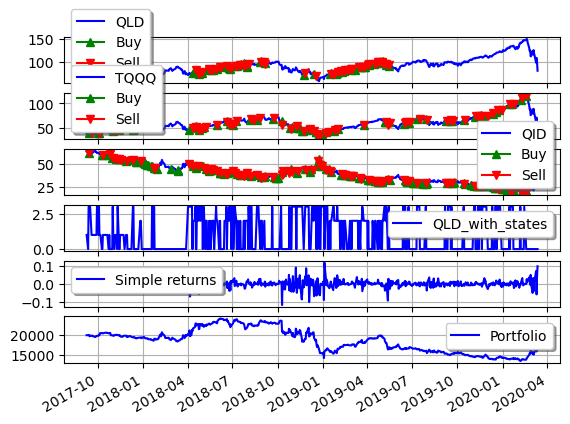 QLD
Buy
Sell
150
100
TQQQ
Buy
Sell
100
50
QID
Buy
Sell
50
25
QLD_with_states
2.5
0.0
Simple returns
0.1
0.0
−0.1
Portfolio
20000
15000
2017-10
2018-01
2018-04
2018-07
2018-10
2019-01
2019-04
2019-07
2019-10
2020-01
2020-04